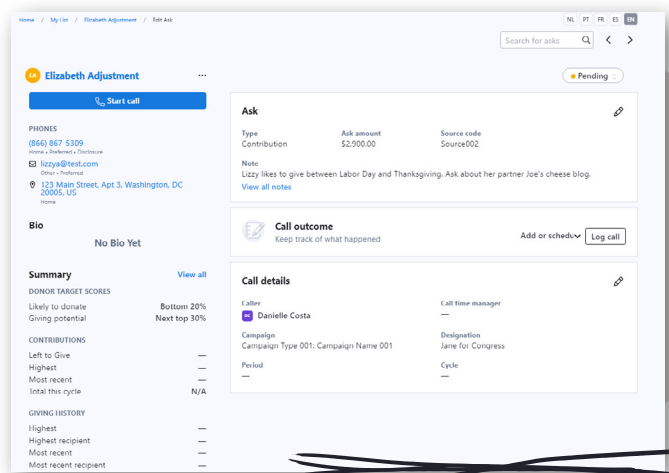 Home / My List / Elizabeth Adjustment / Edit Ask
NL PT FR ES EN
Search for asks
EA Elizabeth Adjustment ...
Pending
Start call
PHONES
(866) 867-5309
Home • Preferred • Disclosure
lizzya@test.com
Other • Preferred
123 Main Street, Apt 3, Washington, DC
20005, US
Home
Bio
No Bio Yet
Summary View all
DONOR TARGET SCORES
Likely to donate Bottom 20%
Giving potential Next top 30%
CONTRIBUTIONS
Left to Give —
Highest —
Most recent —
Total this cycle N/A
GIVING HISTORY
Highest —
Highest recipient —
Most recent —
Most recent recipient —
Ask
Type Ask amount Source code
Contribution $2,900.00 Source002
Note
Lizzy likes to give between Labor Day and Thanksgiving. Ask about her partner Joe's cheese blog.
View all notes
Call outcome
Keep track of what happened
Add or schedu Log call
Call details
Caller Call time manager
DC Danielle Costa —
Campaign Designation
Campaign Type 001: Campaign Name 001 Jane for Congress
Period Cycle
— —